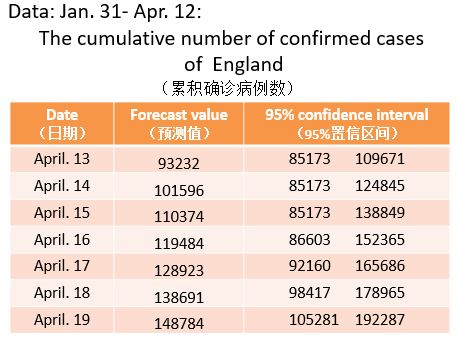 Data: Jan. 31- Apr. 12:
The cumulative number of confirmed cases
of England
(累积确诊病例数)
Date Forecast value 95% confidence interval
(日期) (预测值) (95%置信区间)
April. 13 93232 85173 109671
April. 14 101596 85173 124845
April. 15 110374 85173 138849
April. 16 119484 86603 152365
April. 17 128923 92160 165686
April. 18 138691 98417 178965
April. 19 148784 105281 192287